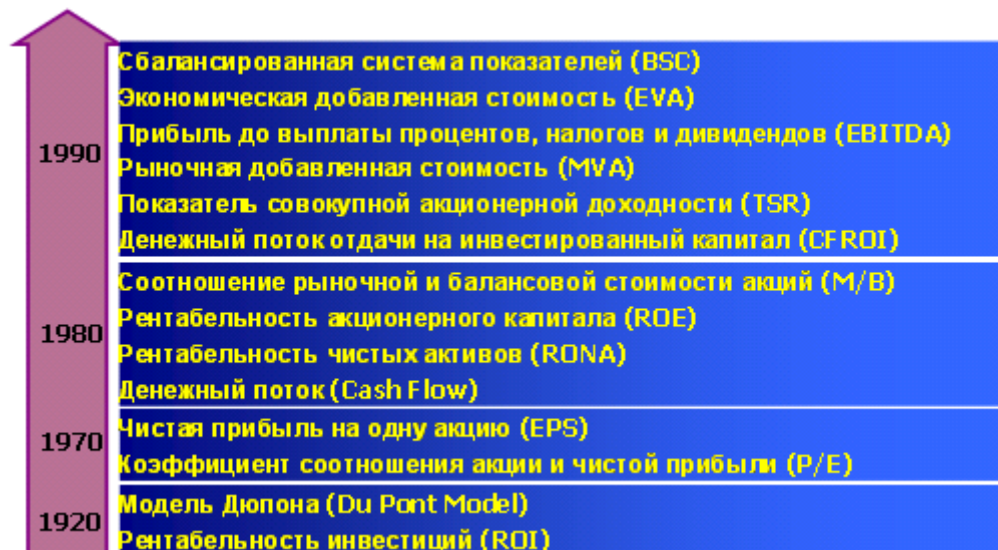 Сбалансированная система показателей (BSC)
Экономическая добавленная стоимость (EVA)
Прибыль до выплаты процентов, налогов и дивидендов (EBITDA)
1990
Рыночная добавленная стоимость (MVA)
Показатель совокупной акционерной доходности (TSR)
Денежный поток отдачи на инвестированный капитал (CFROI)
Соотношение рыночной и балансовой стоимости акций (M/B)
Рентабельность акционерного капитала (ROE)
1980
Рентабельность чистых активов (RONA)
Денежный поток (Cash Flow)
Чистая прибыль на одну акцию (EPS)
1970
Коэффициент соотношения акции и чистой прибыли (P/E)
Модель Дюпона (Du Pont Model)
1920
Рентабельность инвестиций (ROI)